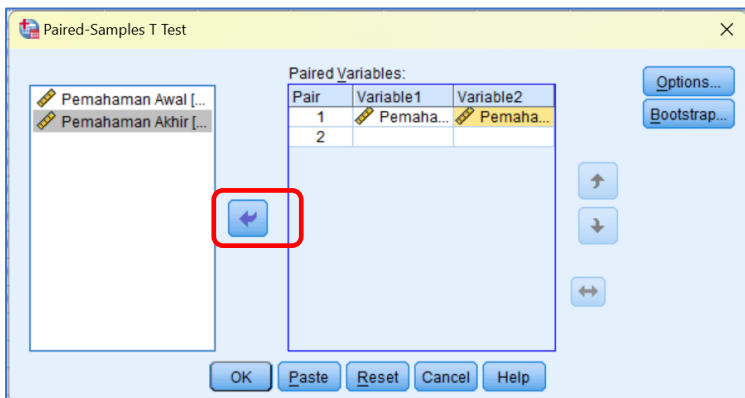 Paired-Samples T Test
Pemahaman Awal [...
Pemahaman Akhir [...
Paired Variables:
Pair Variable1 Variable2
1 Pemaha... Pemaha...
2
Options...
Bootstrap...
OK Paste Reset Cancel Help